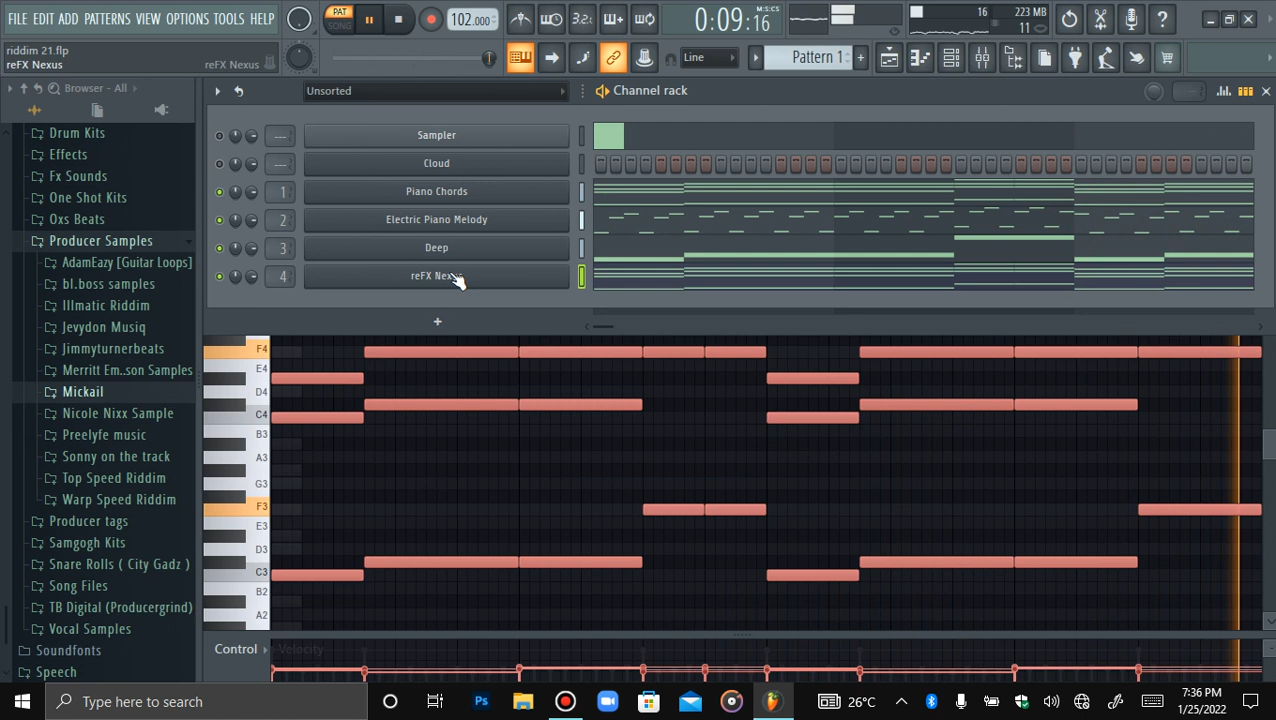 FILE EDIT ADD PATTERNS VIEW OPTIONS TOOLS HELP
PAT
SONG
102.000
3.2.
0:09:16
M:S:CS
16
223 MB
11
riddim 21.flp
reFX Nexus
reFX Nexus
Line
Pattern 1
Browser - All
Unsorted
Channel rack
Drum Kits
Effects
Fx Sounds
One Shot Kits
Oxs Beats
Producer Samples
AdamEazy [Guitar Loops]
bl.boss samples
Illmatic Riddim
Jevydon Musiq
Jimmyturnerbeats
Merritt Em..son Samples
Mickail
Nicole Nixx Sample
Preelyfe music
Sonny on the track
Top Speed Riddim
Warp Speed Riddim
Producer tags
Samgogh Kits
Snare Rolls ( City Gadz )
Song Files
TB Digital (Producergrind)
Vocal Samples
Soundfonts
Speech
--- Sampler
--- Cloud
1 Piano Chords
2 Electric Piano Melody
3 Deep
4 reFX Nexus
+
F4
E4
D4
C4
B3
A3
G3
F3
E3
D3
C3
B2
A2
Control
Velocity
Type here to search
Ps
26°C
7:36 PM
1/25/2022